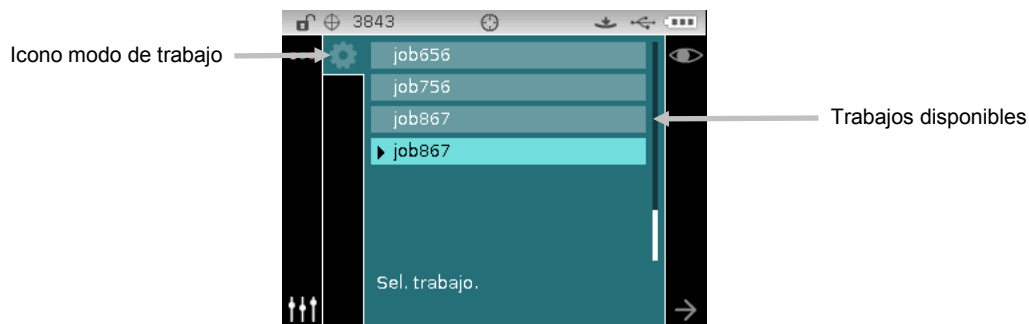 3843
Icono modo de trabajo
job656
job756
job867
Trabajos disponibles
job867
Sel. trabajo.